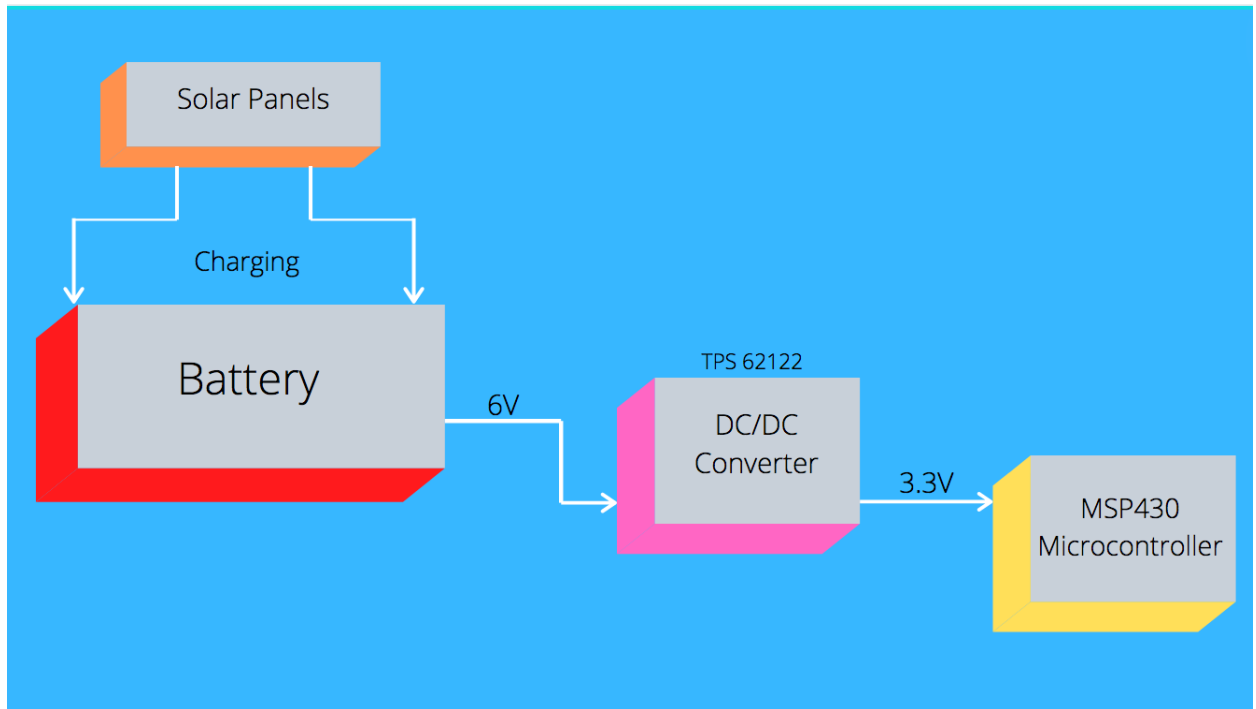 Solar Panels
Charging
Battery
6V
TPS 62122
DC/DC
Converter
3.3V
MSP430
Microcontroller